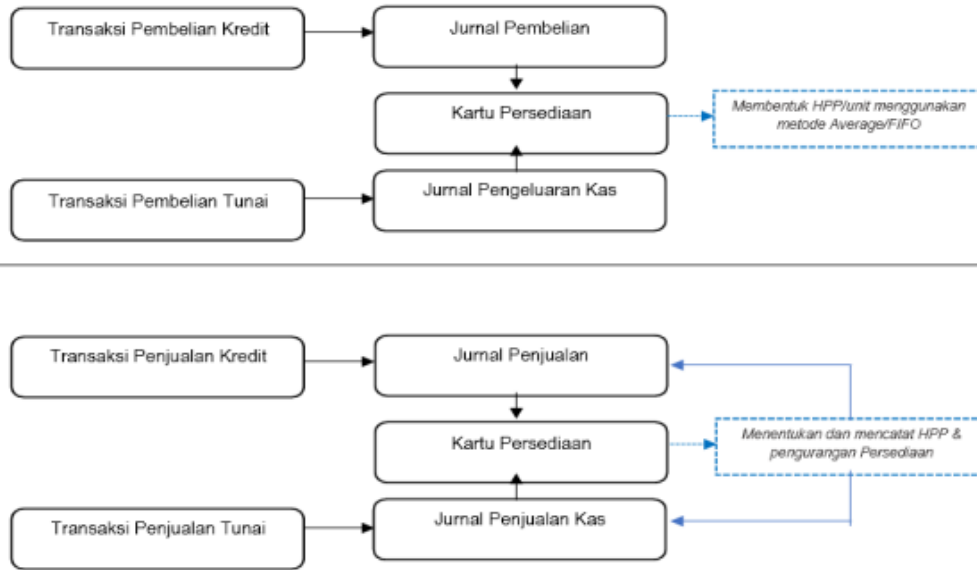 Transaksi Pembelian Kredit
Jurnal Pembelian
Kartu Persediaan
Membentuk HPP/unit menggunakan
metode Average/FIFO
Transaksi Pembelian Tunai
Jurnal Pengeluaran Kas
Transaksi Penjualan Kredit
Jurnal Penjualan
Kartu Persediaan
Menentukan dan mencatat HPP &
pengurangan Persediaan
Transaksi Penjualan Tunai
Jurnal Penjualan Kas